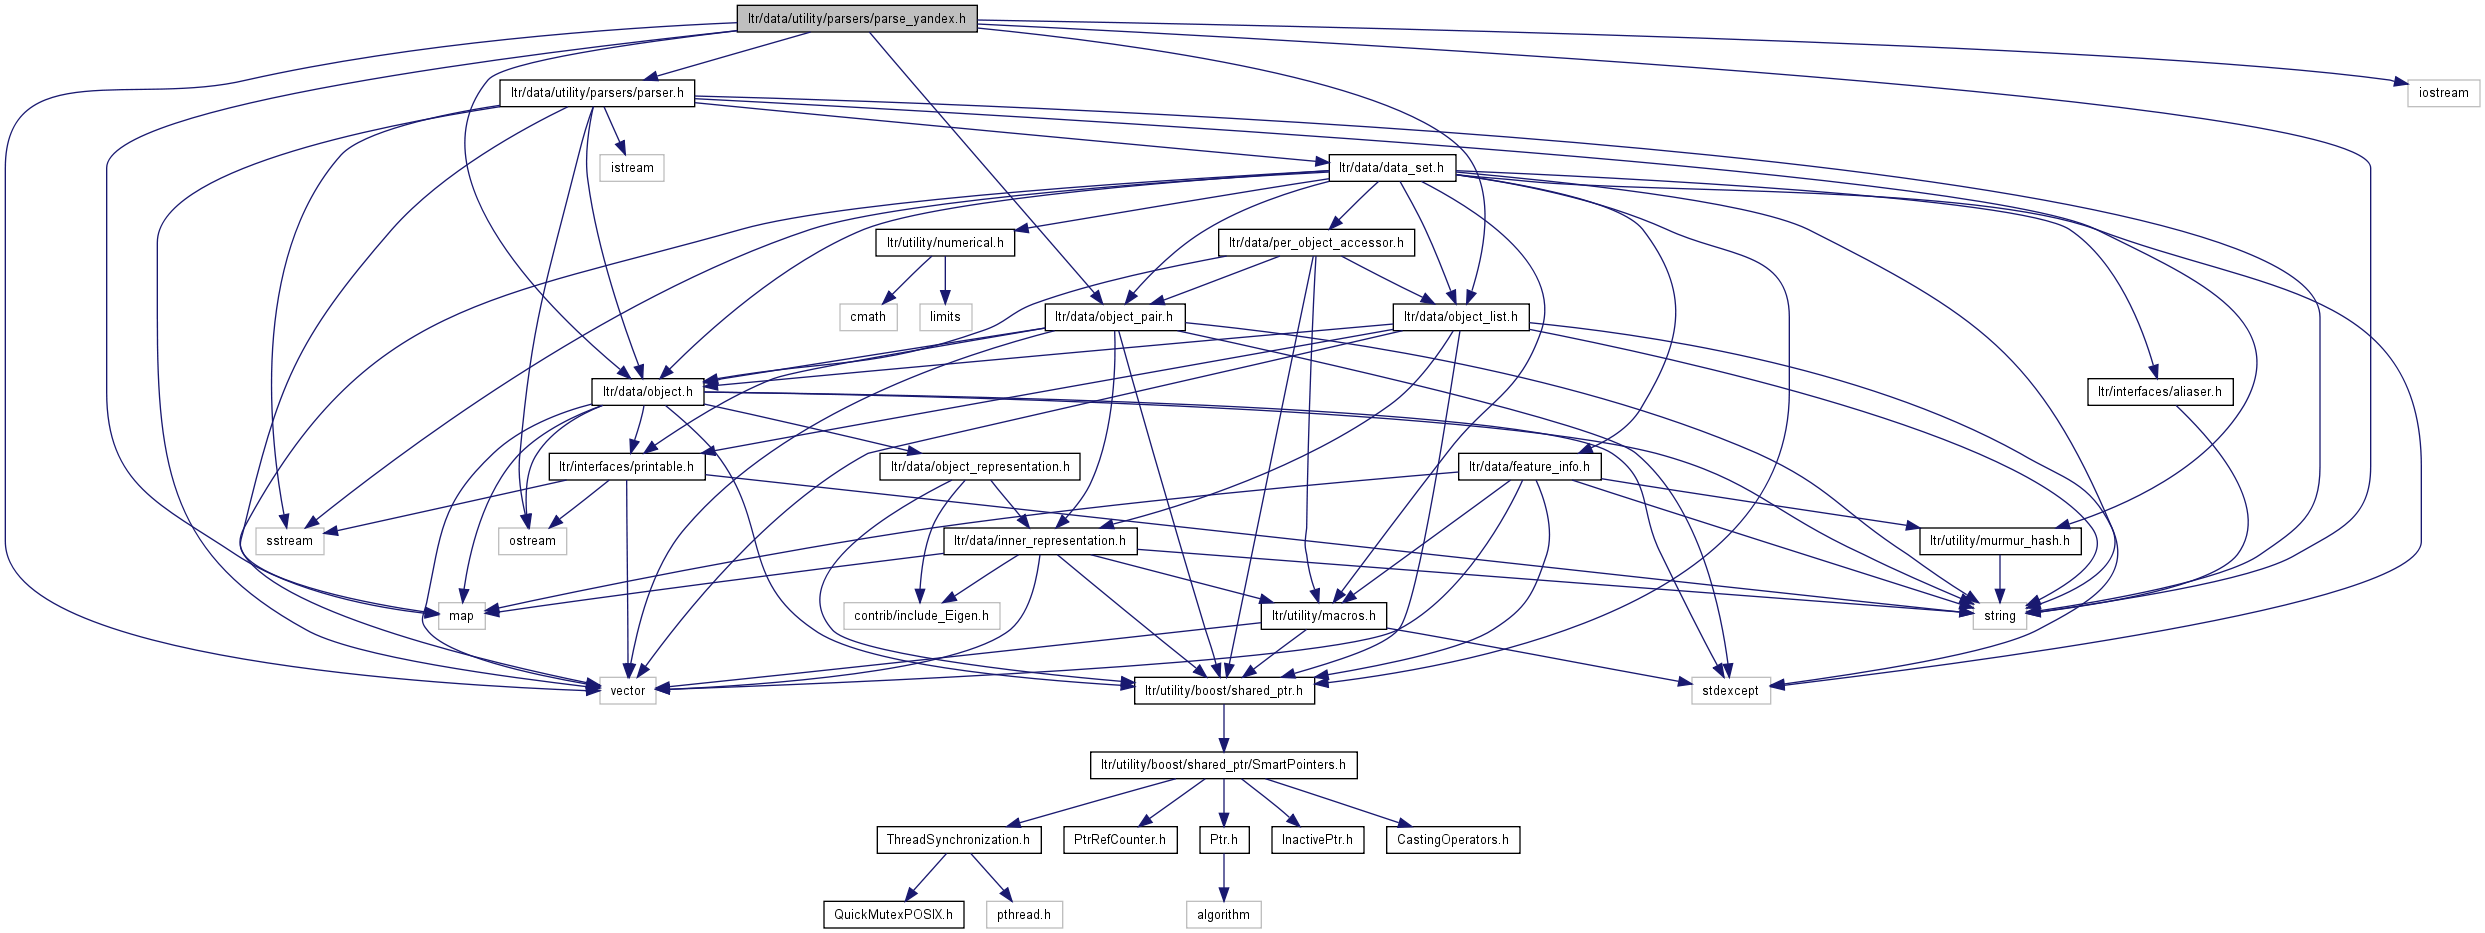 ltr/data/utility/parsers/parse_yandex.h
ltr/data/utility/parsers/parser.h
iostream
istream
ltr/data/data_set.h
ltr/utility/numerical.h
ltr/data/per_object_accessor.h
cmath
limits
ltr/data/object_pair.h
ltr/data/object_list.h
ltr/data/object.h
ltr/interfaces/aliaser.h
ltr/interfaces/printable.h
ltr/data/object_representation.h
ltr/data/feature_info.h
sstream
ostream
ltr/data/inner_representation.h
ltr/utility/murmur_hash.h
map
contrib/include_Eigen.h
ltr/utility/macros.h
string
vector
ltr/utility/boost/shared_ptr.h
stdexcept
ltr/utility/boost/shared_ptr/SmartPointers.h
ThreadSynchronization.h
PtrRefCounter.h
Ptr.h
InactivePtr.h
CastingOperators.h
QuickMutexPOSIX.h
pthread.h
algorithm